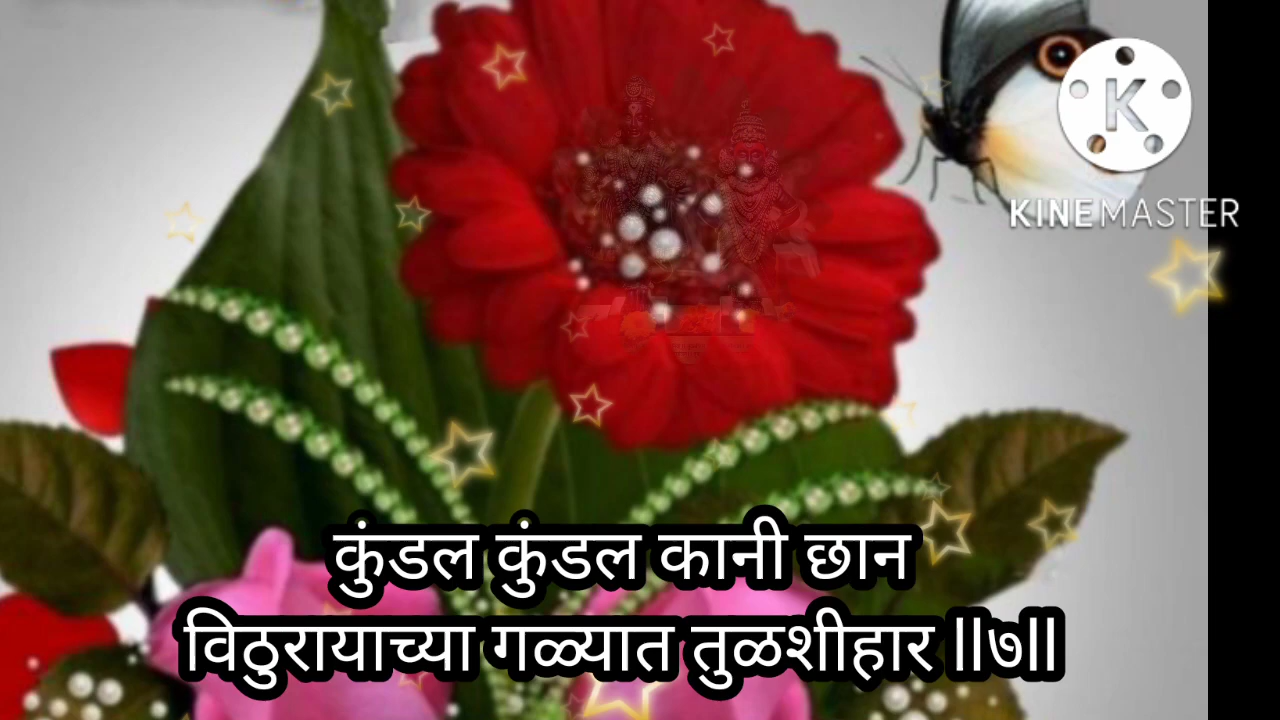 KINEMASTER
कुंडल कुंडल कानी छान
विठुरायाच्या गळ्यात तुळशीहार ||७||